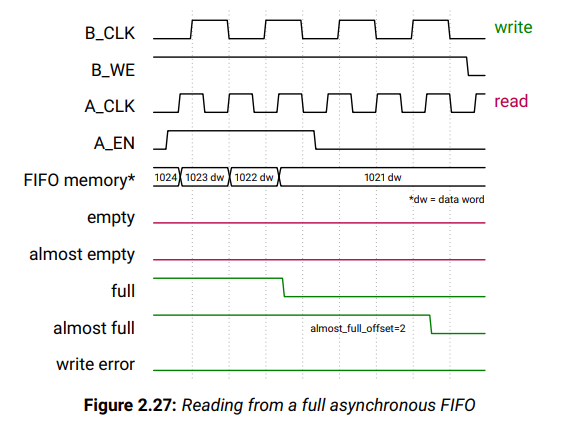 B_CLK write
B_WE
A_CLK read
A_EN
FIFO memory* 1024 1023 dw 1022 dw 1021 dw
*dw = data word
empty
almost empty
full
almost full almost_full_offset=2
write error
Figure 2.27: Reading from a full asynchronous FIFO